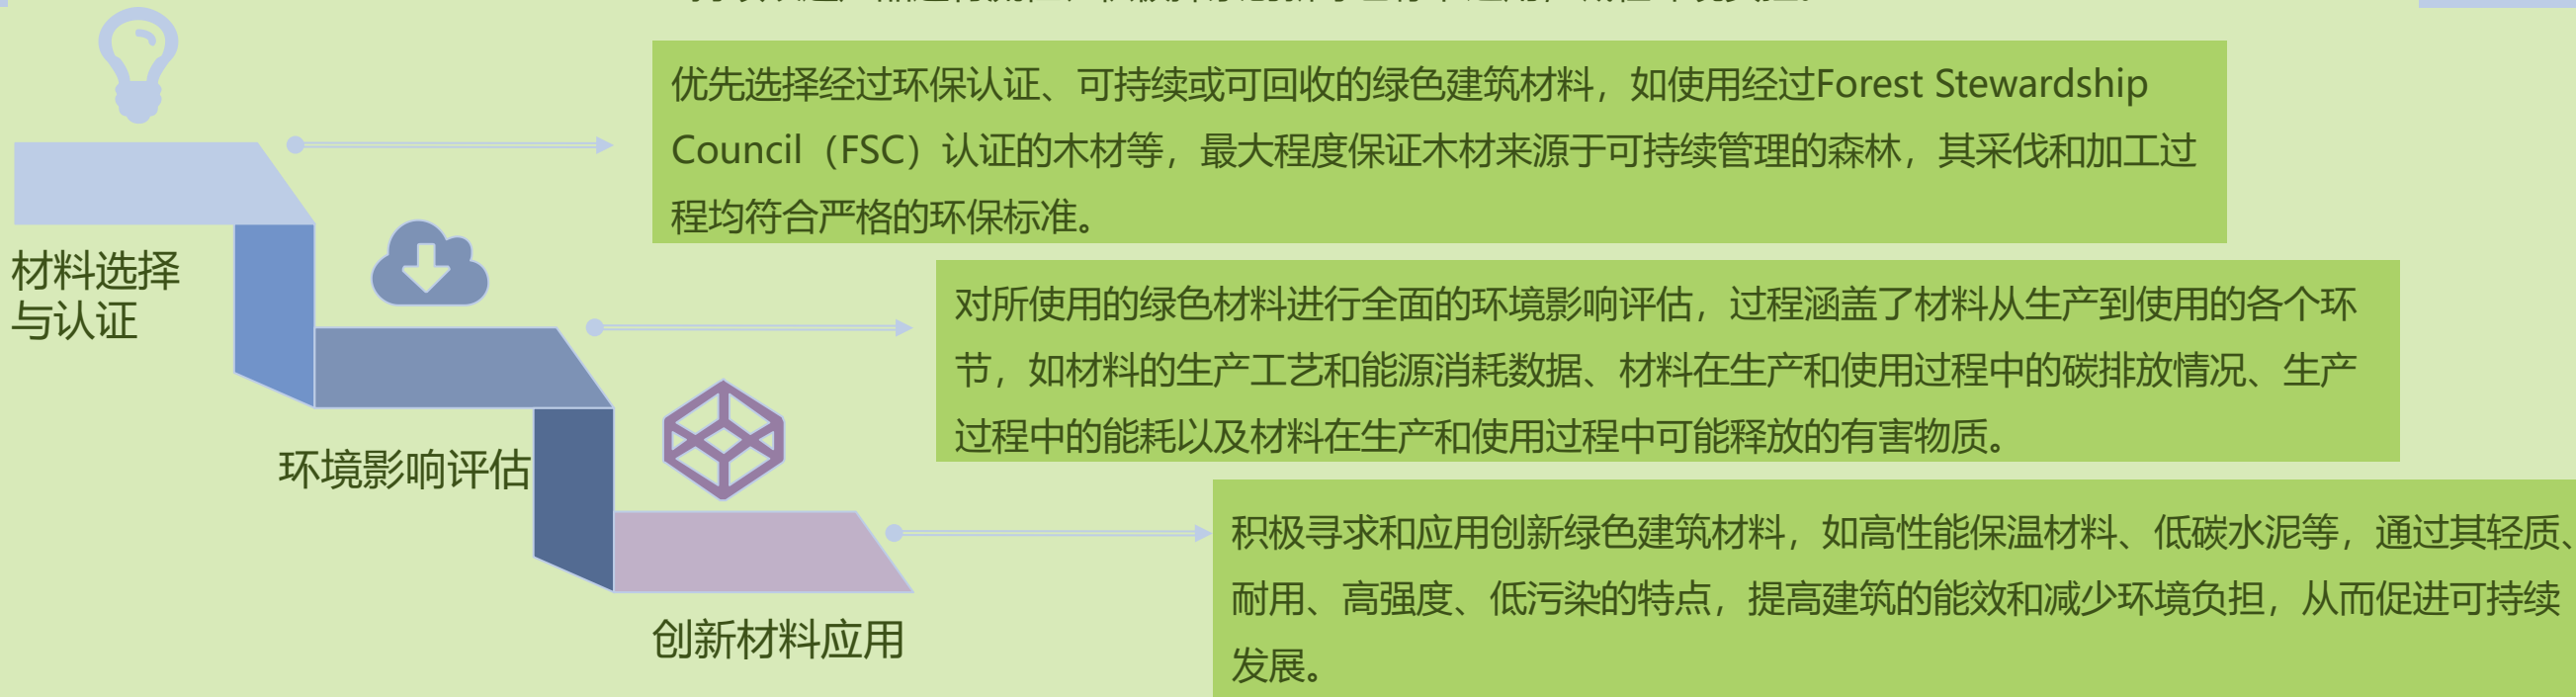 优先选择经过环保认证、可持续或可回收的绿色建筑材料，如使用经过Forest Stewardship
Council（FSC）认证的木材等，最大程度保证木材来源于可持续管理的森林，其采伐和加工过
程均符合严格的环保标准。
材料选择
与认证
对所使用的绿色材料进行全面的环境影响评估，过程涵盖了材料从生产到使用的各个环
节，如材料的生产工艺和能源消耗数据、材料在生产和使用过程中的碳排放情况、生产
过程中的能耗以及材料在生产和使用过程中可能释放的有害物质。
环境影响评估
积极寻求和应用创新绿色建筑材料，如高性能保温材料、低碳水泥等，通过其轻质、
耐用、高强度、低污染的特点，提高建筑的能效和减少环境负担，从而促进可持续
发展。
创新材料应用